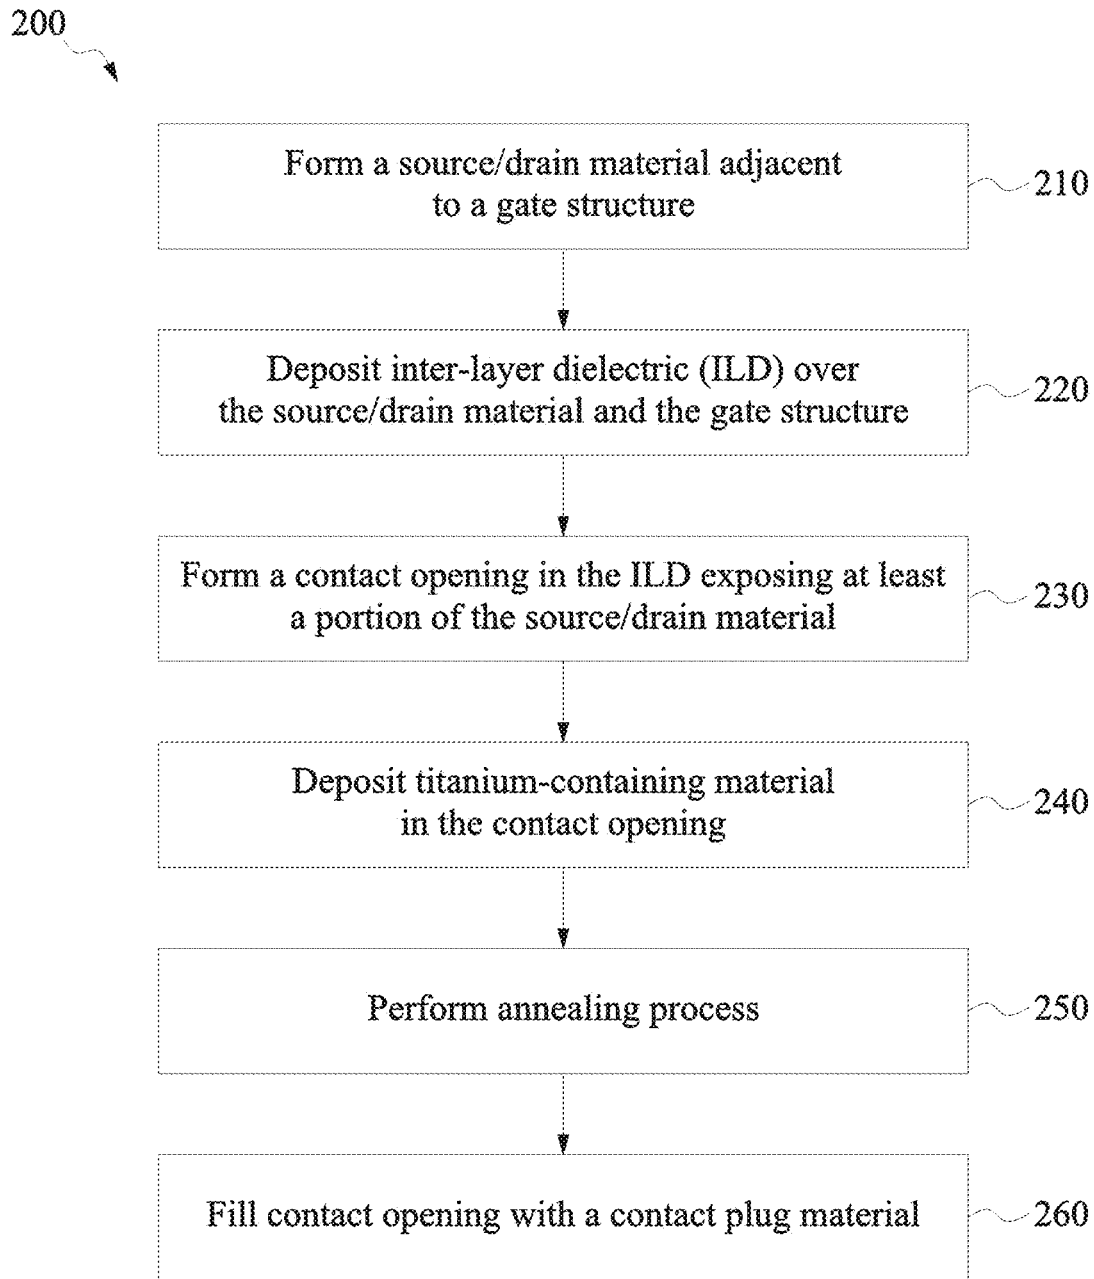 200
Form a source/drain material adjacent
to a gate structure
210
Deposit inter-layer dielectric (ILD) over
the source/drain material and the gate structure
220
Form a contact opening in the ILD exposing at least
a portion of the source/drain material
230
Deposit titanium-containing material
in the contact opening
240
Perform annealing process
250
Fill contact opening with a contact plug material
260